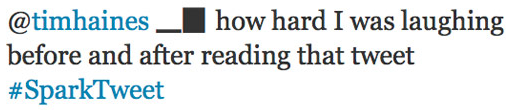 @timhaines ▁█ how hard I was laughing
before and after reading that tweet
#SparkTweet